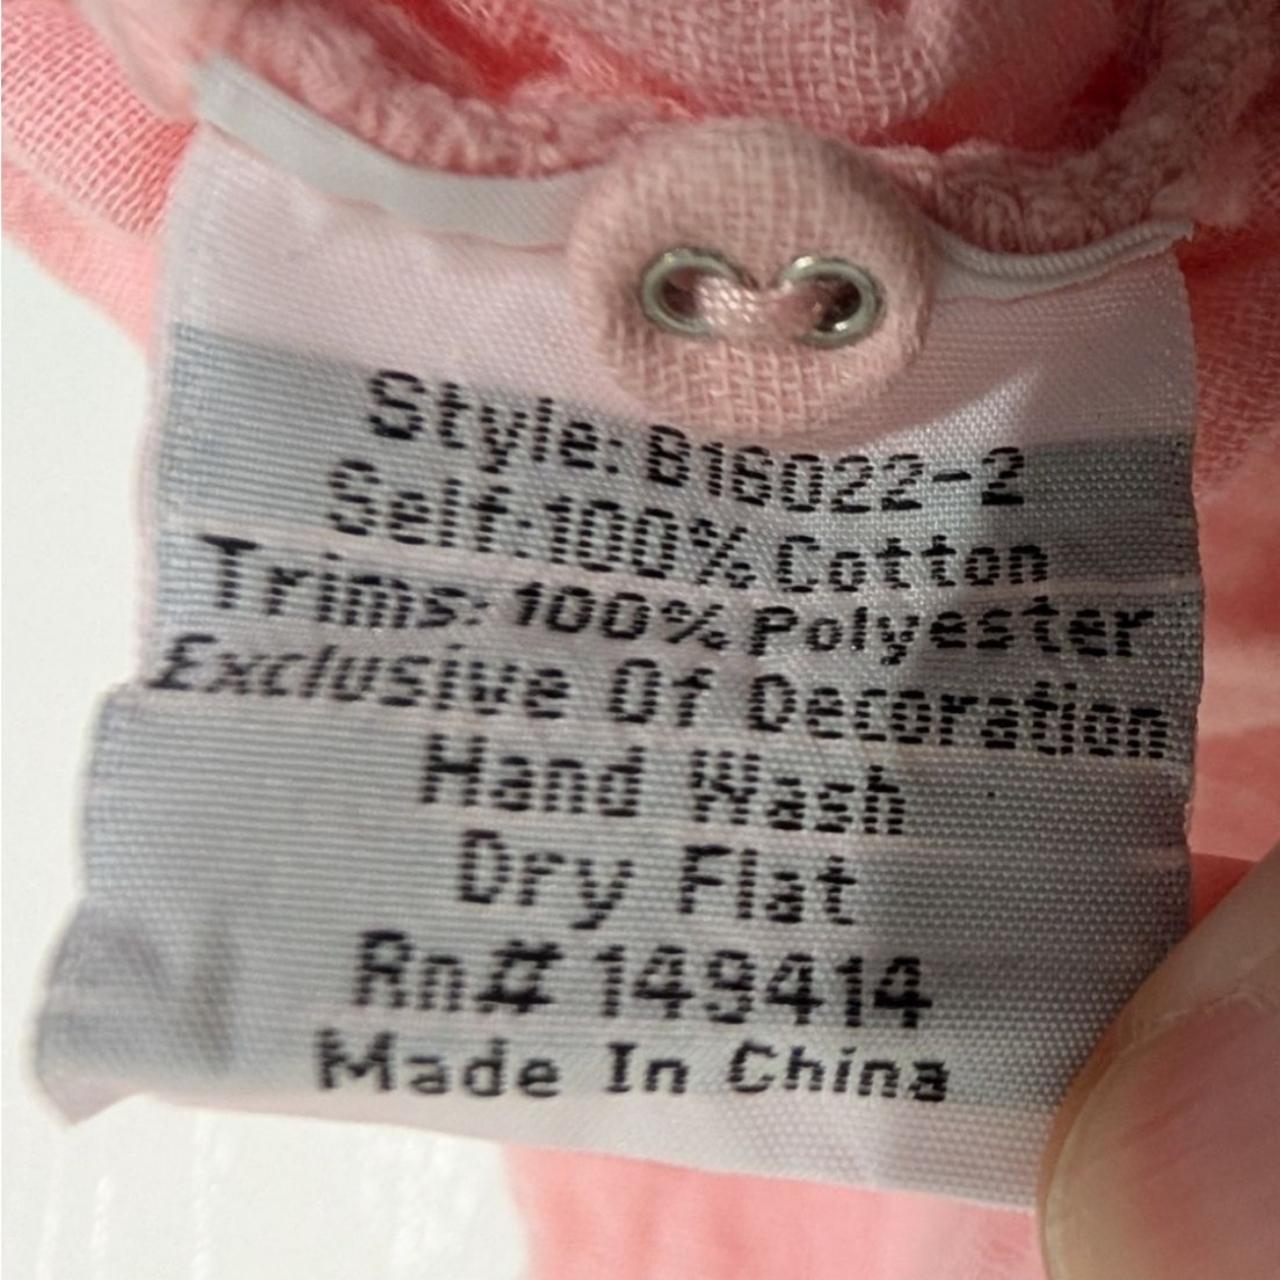 Style: B16022-2
Self:100% Cotton
Trims: 100% Polyester
Exclusive Of Decoration
Hand Wash
Dry Flat
Rn# 149414
Made In China